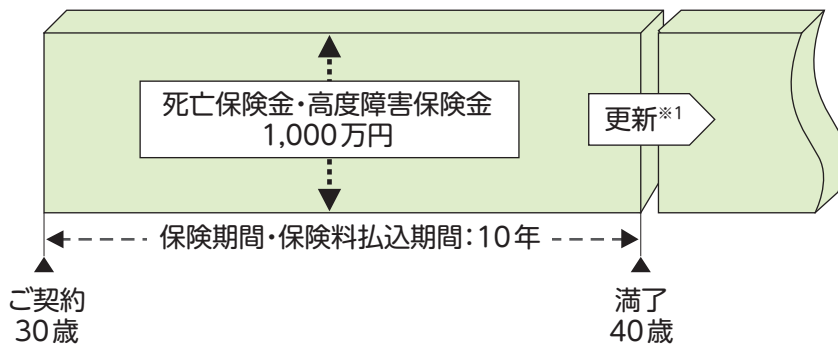 死亡保険金・高度障害保険金
1,000万円
更新※1
保険期間・保険料払込期間：10年
ご契約
30歳
満了
40歳